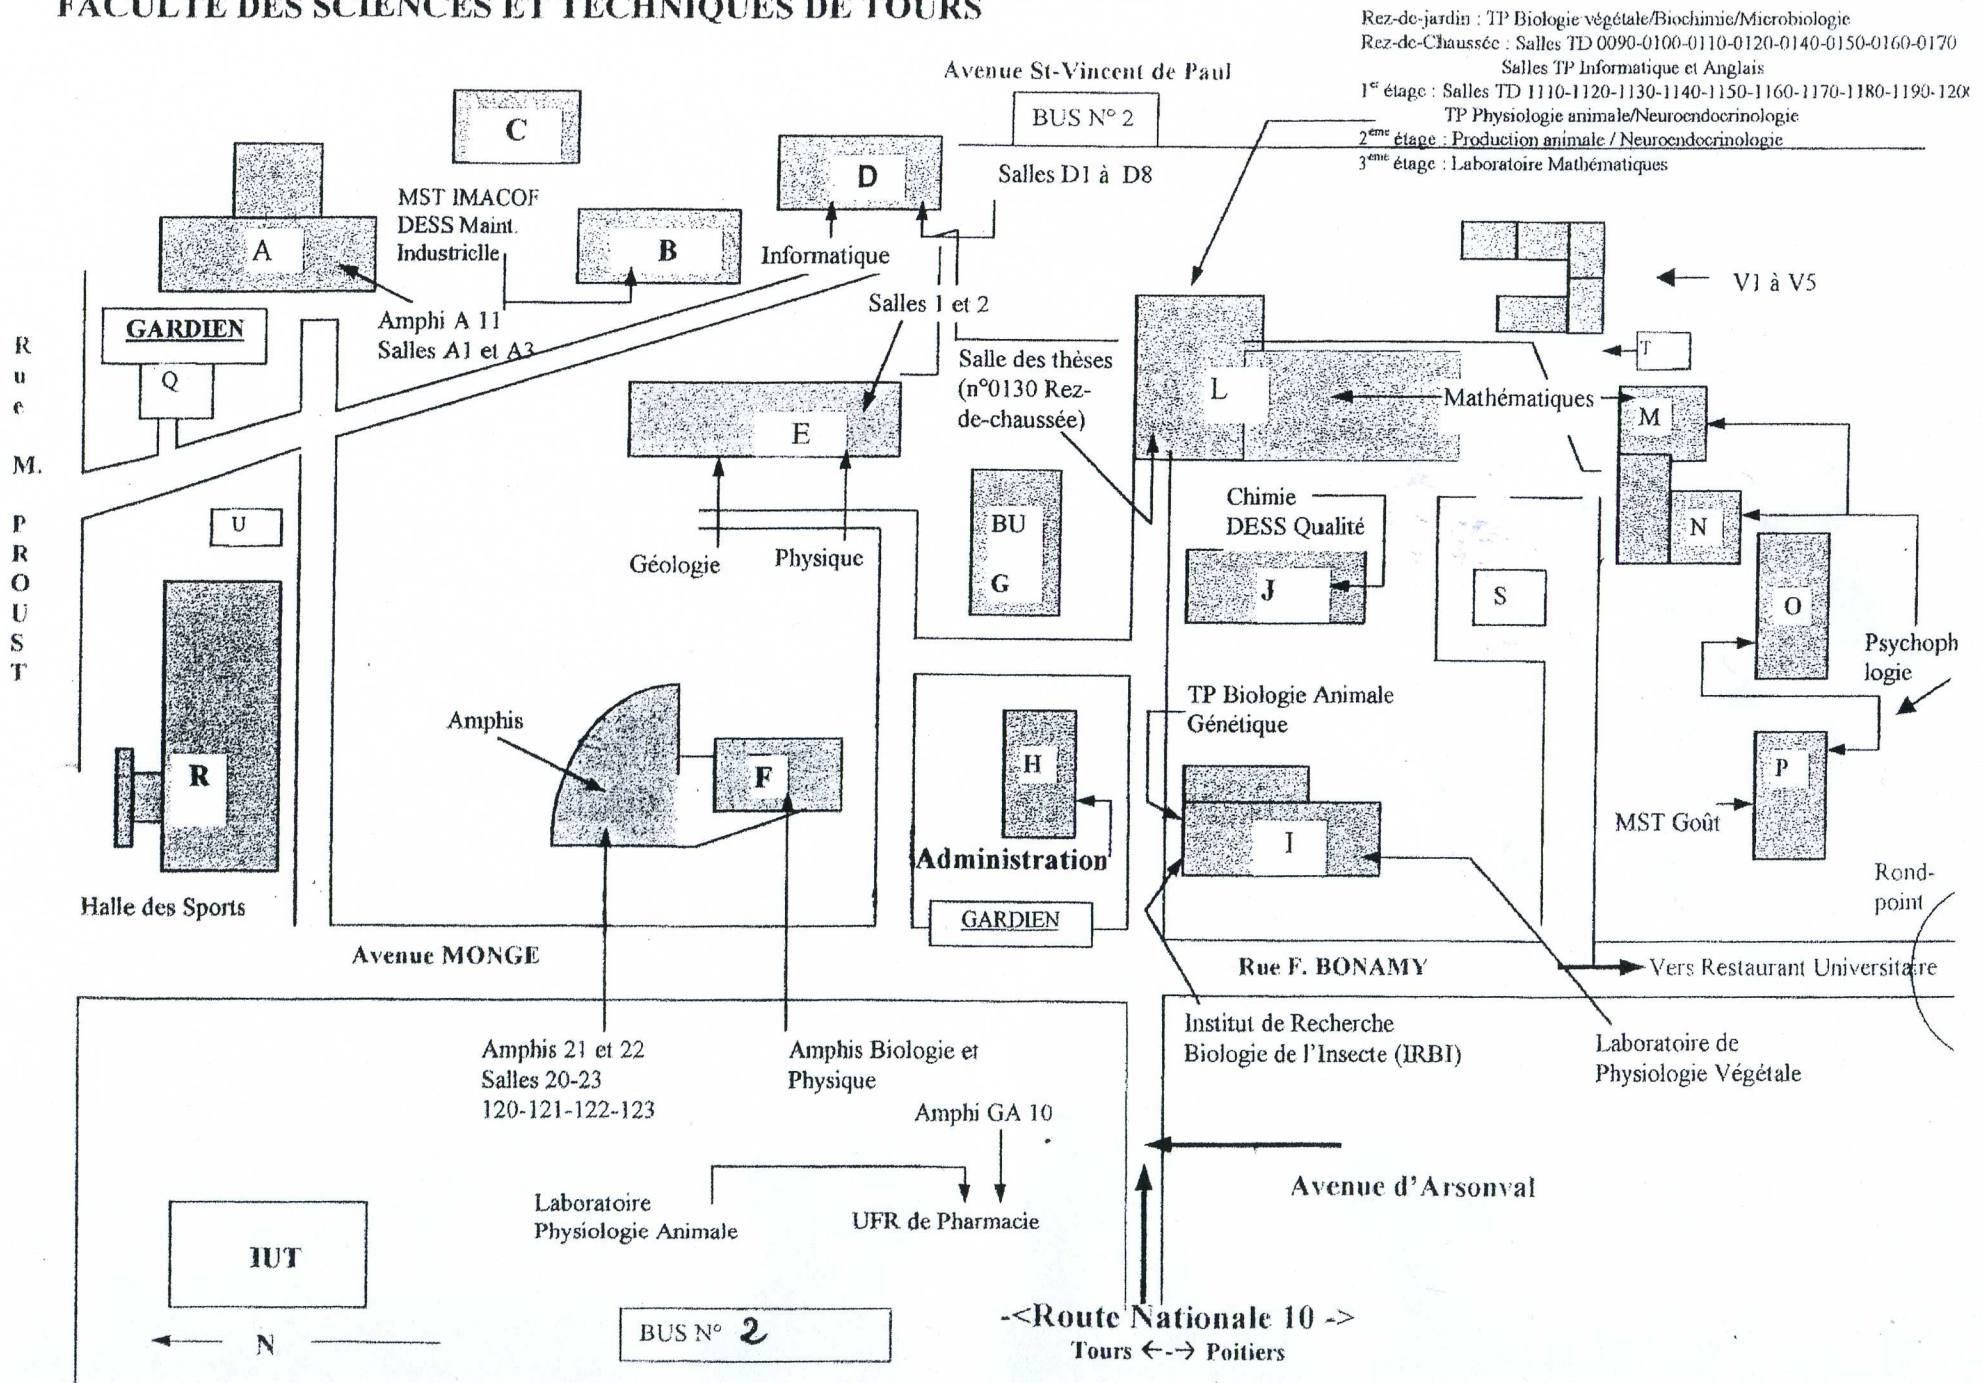 FACULTE DES SCIENCES ET TECHNIQUES DE TOURS
Rez-de-jardin : TP Biologie végétale/Biochimie/Microbiologie
Rez-de-Chaussée : Salles TD 0090-0100-0110-0120-0140-0150-0160-0170
Salles TP Informatique et Anglais
1er étage : Salles TD 1110-1120-1130-1140-1150-1160-1170-1180-1190-120
TP Physiologie animale/Neuroendocrinologie
2ème étage : Production animale / Neuroendocrinologie
3ème étage : Laboratoire Mathématiques
Avenue St-Vincent de Paul
BUS N° 2
Salles D1 à D8
C
D
MST IMACOF
DESS Maint.
Industrielle
A
B
Informatique
V1 à V5
Amphi A 11
Salles A1 et A3
GARDIEN
Q
Salles 1 et 2
Salle des thèses
(n°0130 Rez-
de-chaussée)
L
T
Mathématiques
M
E
Rue M. PROUST
U
BU
G
Chimie
DESS Qualité
J
S
N
O
Géologie
Physique
Psychoph
logie
TP Biologie Animale
Génétique
Amphis
F
H
R
I
P
MST Goût
Administration
GARDIEN
Halle des Sports
Rond-
point
Avenue MONGE
Rue F. BONAMY
Vers Restaurant Universitaire
Institut de Recherche
Biologie de l'Insecte (IRBI)
Laboratoire de
Physiologie Végétale
Amphis 21 et 22
Salles 20-23
120-121-122-123
Amphis Biologie et
Physique
Amphi GA 10
Avenue d'Arsonval
Laboratoire
Physiologie Animale
UFR de Pharmacie
IUT
N
BUS N° 2
-<Route Nationale 10 ->
Tours <--> Poitiers